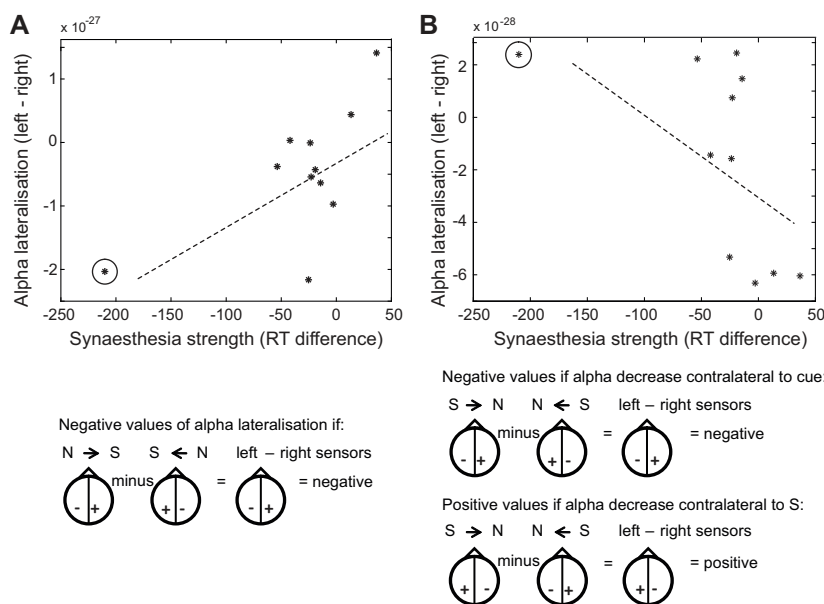 A
x 10-27
1
0
-1
-2
Alpha lateralisation (left - right)
-250 -200 -150 -100 -50 0 50
Synaesthesia strength (RT difference)
Negative values of alpha lateralisation if:
N → S S ← N left – right sensors
- + minus + - = - + = negative
B
x 10-28
2
0
-2
-4
-6
Alpha lateralisation (left - right)
-250 -200 -150 -100 -50 0 50
Synaesthesia strength (RT difference)
Negative values if alpha decrease contralateral to cue:
S → N N ← S left – right sensors
- + minus + - = - + = negative
Positive values if alpha decrease contralateral to S:
S → N N ← S left – right sensors
+ - minus - + = + - = positive